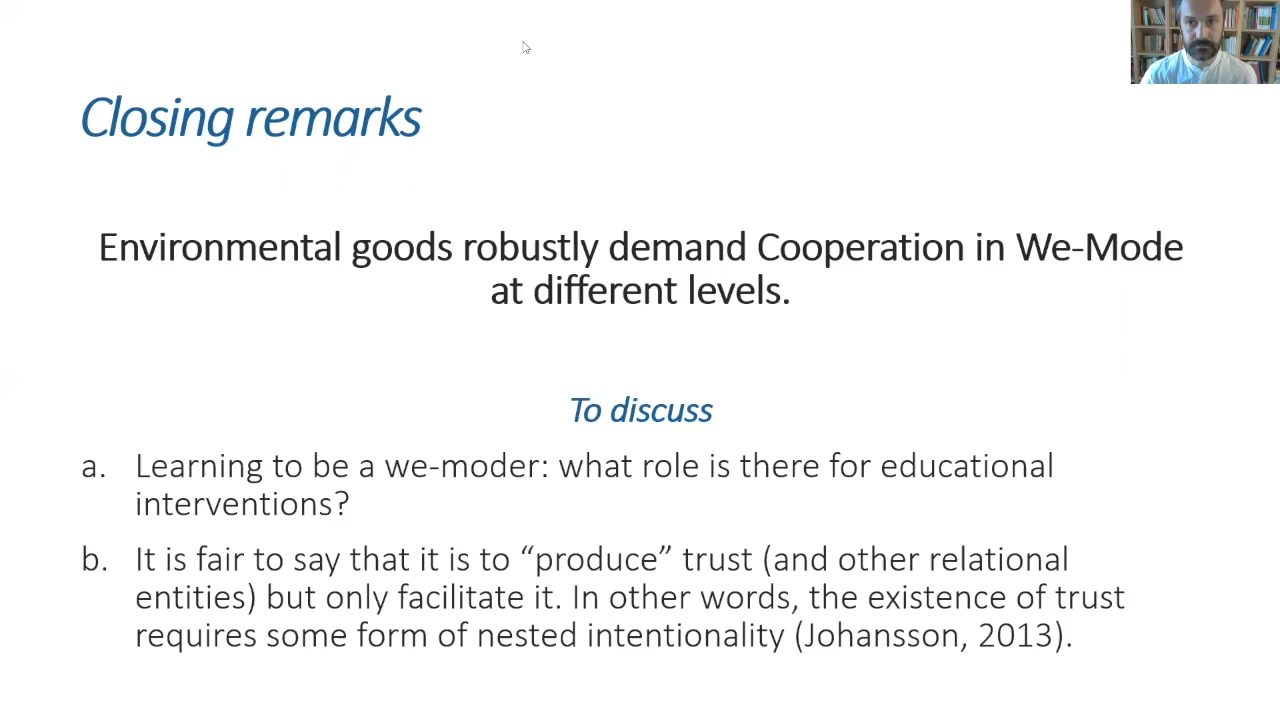 Closing remarks
Environmental goods robustly demand Cooperation in We-Mode
at different levels.
To discuss
a. Learning to be a we-moder: what role is there for educational
interventions?
b. It is fair to say that it is to “produce” trust (and other relational
entities) but only facilitate it. In other words, the existence of trust
requires some form of nested intentionality (Johansson, 2013).